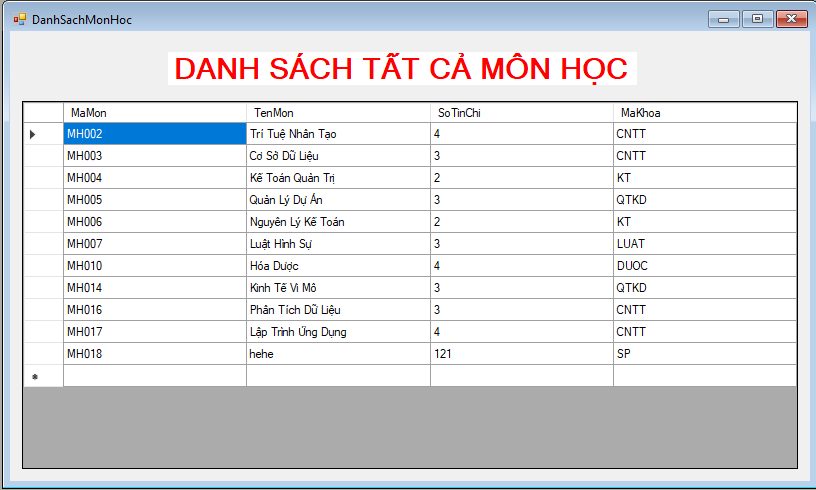 DanhSachMonHoc
DANH SÁCH TẤT CẢ MÔN HỌC
MaMon TenMon SoTinChi MaKhoa
MH002 Trí Tuệ Nhân Tạo 4 CNTT
MH003 Cơ Sở Dữ Liệu 3 CNTT
MH004 Kế Toán Quản Trị 2 KT
MH005 Quản Lý Dự Án 3 QTKD
MH006 Nguyên Lý Kế Toán 2 KT
MH007 Luật Hình Sự 3 LUAT
MH010 Hóa Dược 4 DUOC
MH014 Kinh Tế Vi Mô 3 QTKD
MH016 Phân Tích Dữ Liệu 3 CNTT
MH017 Lập Trình Ứng Dụng 4 CNTT
MH018 hehe 121 SP